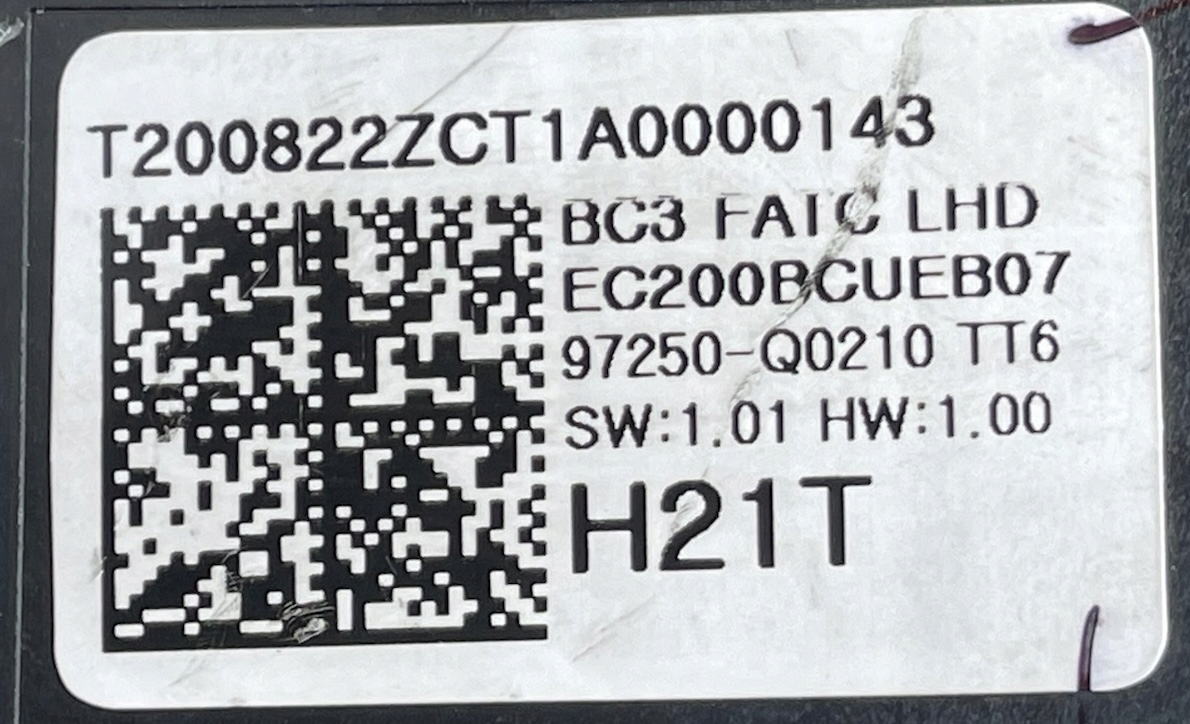 T200822ZCT1A0000143
BC3 FATC LHD
EC200BCUEB07
97250-Q0210 TT6
SW:1.01 HW:1.00
H21T